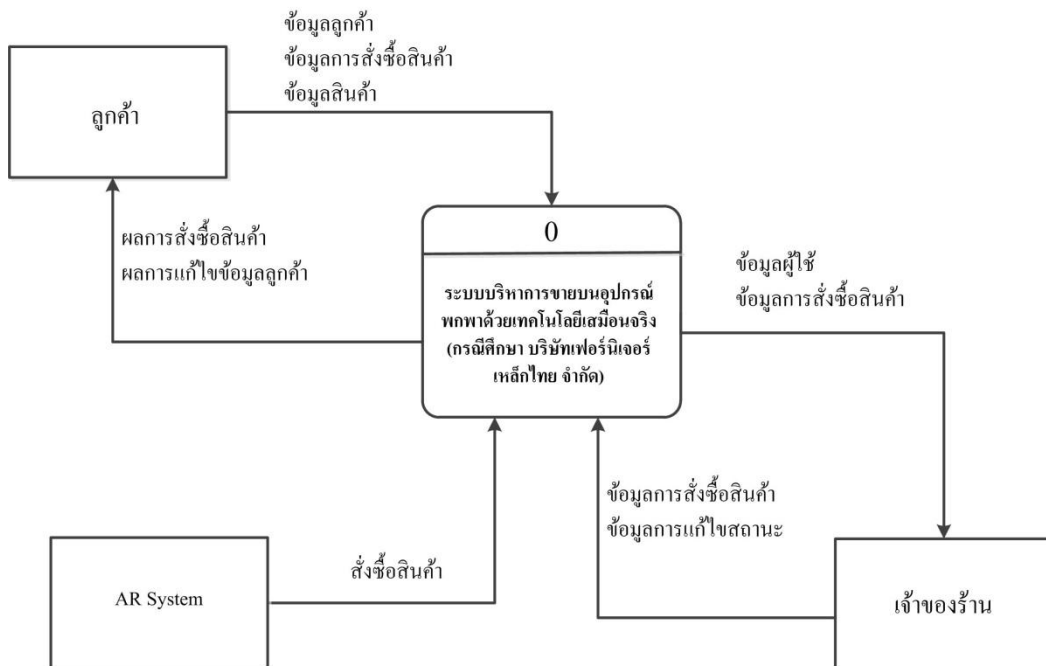 ข้อมูลลูกค้า
ข้อมูลการสั่งซื้อสินค้า
ข้อมูลสินค้า
ลูกค้า
ผลการสั่งซื้อสินค้า
ผลการแก้ไขข้อมูลลูกค้า
0
ระบบบริหาการขายบนอุปกรณ์
พกพาด้วยเทคโนโลยีเสมือนจริง
(กรณีศึกษา บริษัทเฟอร์นิเจอร์
เหล็กไทย จำกัด)
ข้อมูลผู้ใช้
ข้อมูลการสั่งซื้อสินค้า
ข้อมูลการสั่งซื้อสินค้า
ข้อมูลการแก้ไขสถานะ
สั่งซื้อสินค้า
AR System
เจ้าของร้าน